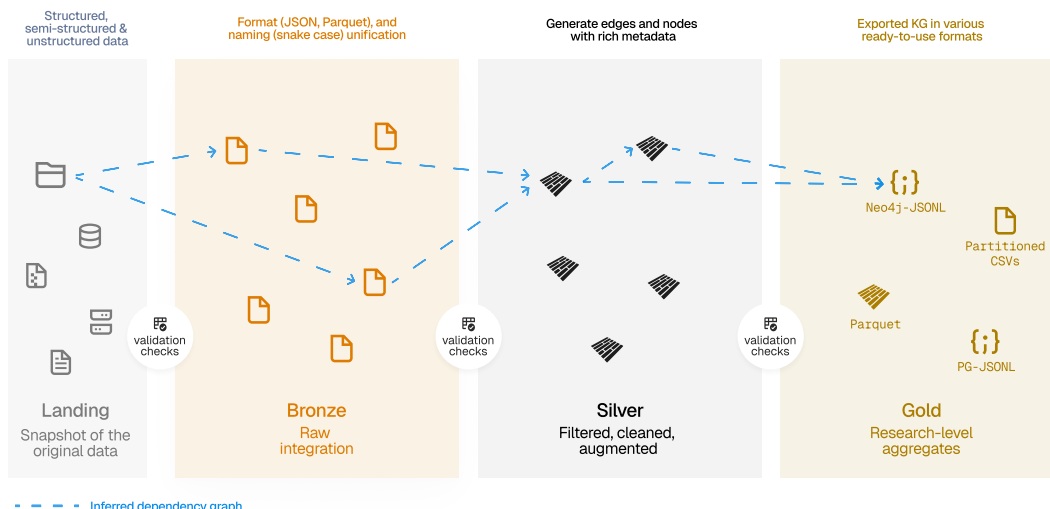 Structured,
semi-structured &
unstructured data
Format (JSON, Parquet), and
naming (snake case) unification
Generate edges and nodes
with rich metadata
Exported KG in various
ready-to-use formats
{;}
Neo4j-JSONL
Partitioned
CSVs
Parquet
{;}
PG-JSONL
validation
checks
validation
checks
validation
checks
Landing
Snapshot of the
original data
Bronze
Raw
integration
Silver
Filtered, cleaned,
augmented
Gold
Research-level
aggregates
Inferred dependency graph